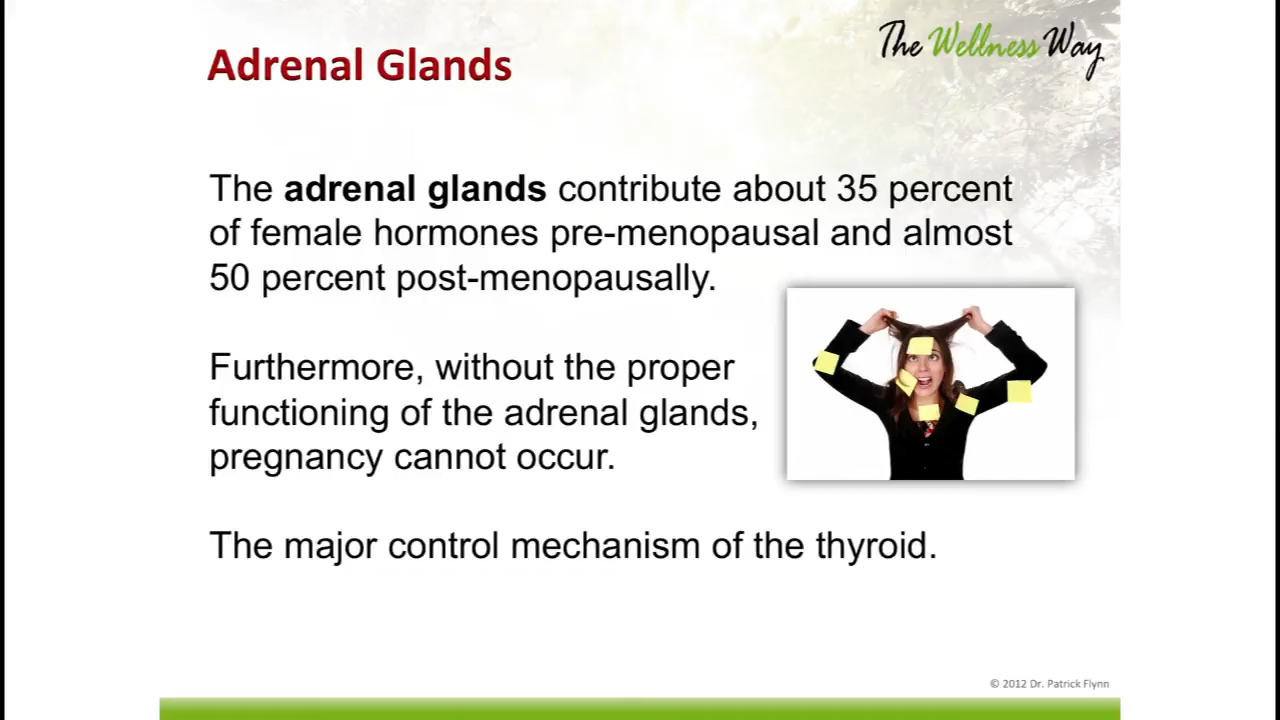 The Wellness Way
Adrenal Glands
The adrenal glands contribute about 35 percent
of female hormones pre-menopausal and almost
50 percent post-menopausally.
Furthermore, without the proper
functioning of the adrenal glands,
pregnancy cannot occur.
The major control mechanism of the thyroid.
© 2012 Dr. Patrick Flynn